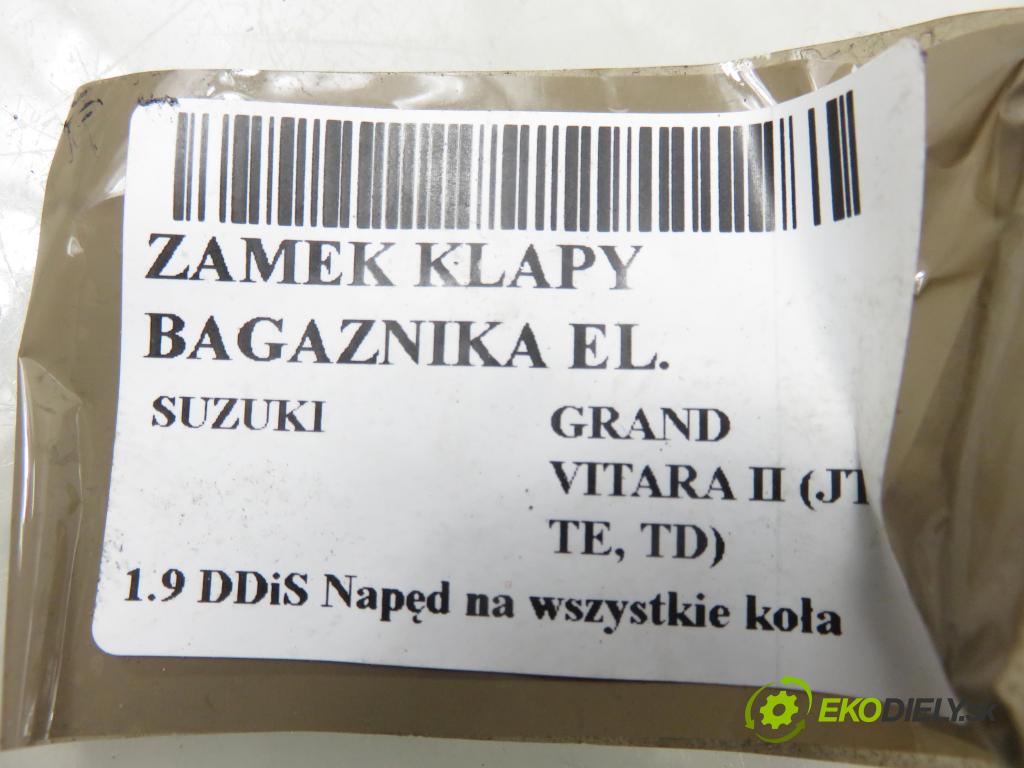 ZAMEK KLAPY
BAGAZNIKA EL.
SUZUKI
GRAND
VITARA II (JT
TE, TD)
1.9 DDiS Napęd na wszystkie koła
EKODIELY.SK